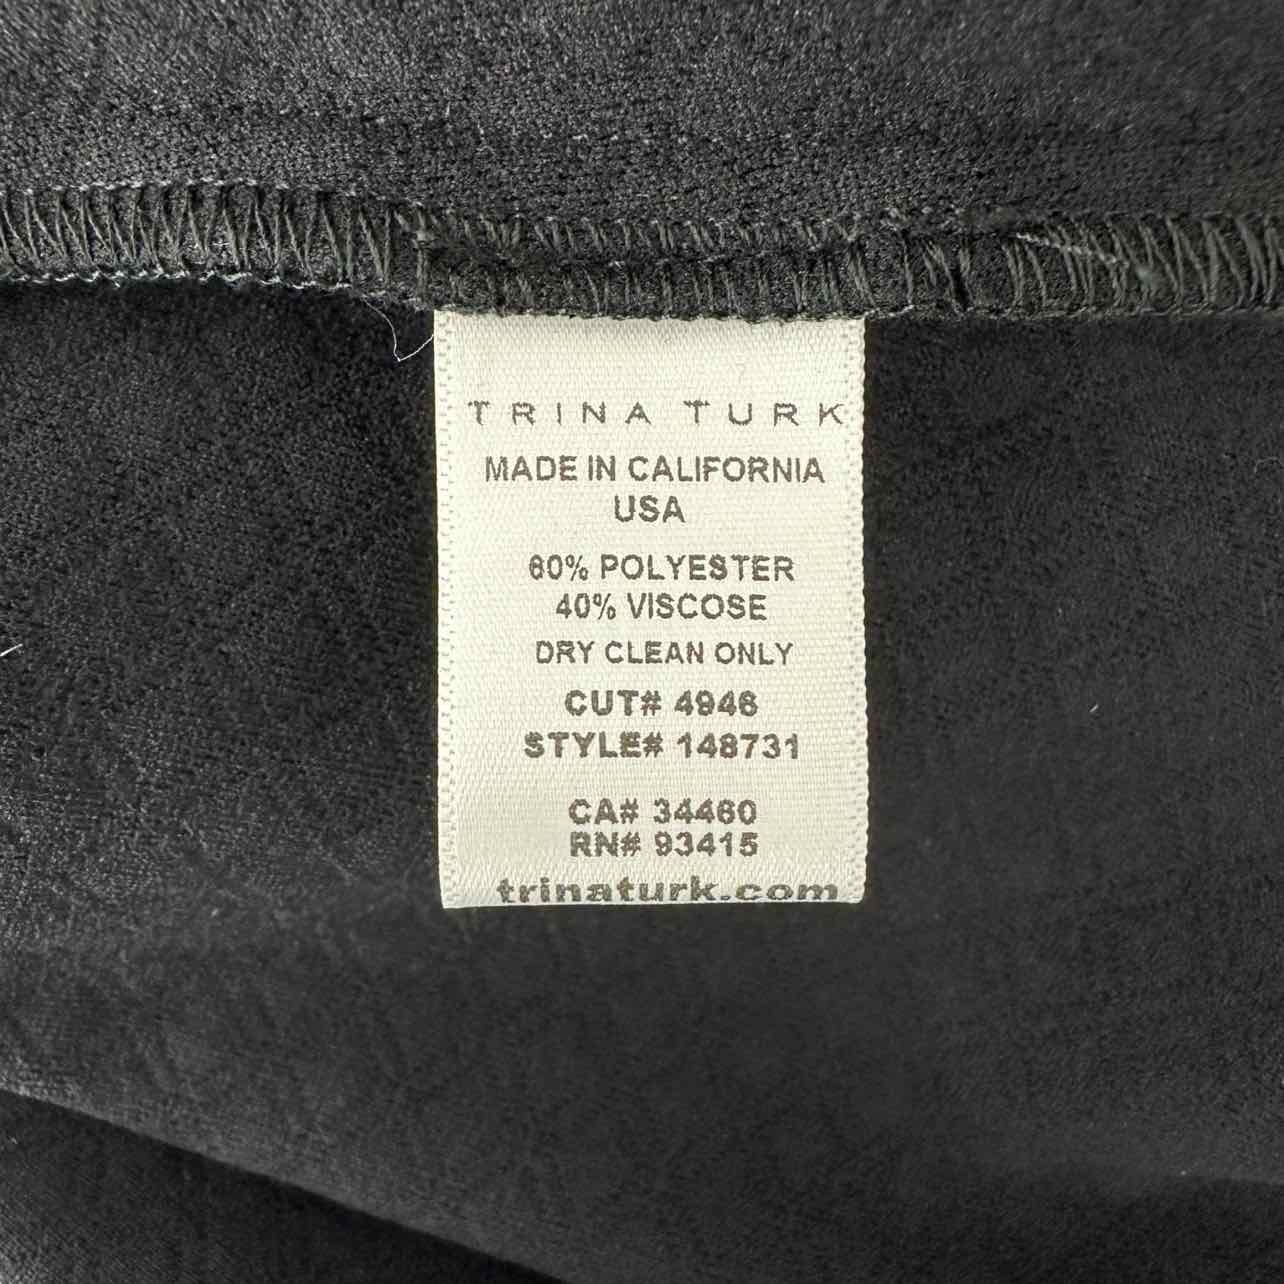 TRINA TURK
MADE IN CALIFORNIA
USA
60% POLYESTER
40% VISCOSE
DRY CLEAN ONLY
CUT# 4946
STYLE# 148731
CA# 34460
RN# 93415
trinaturk.com